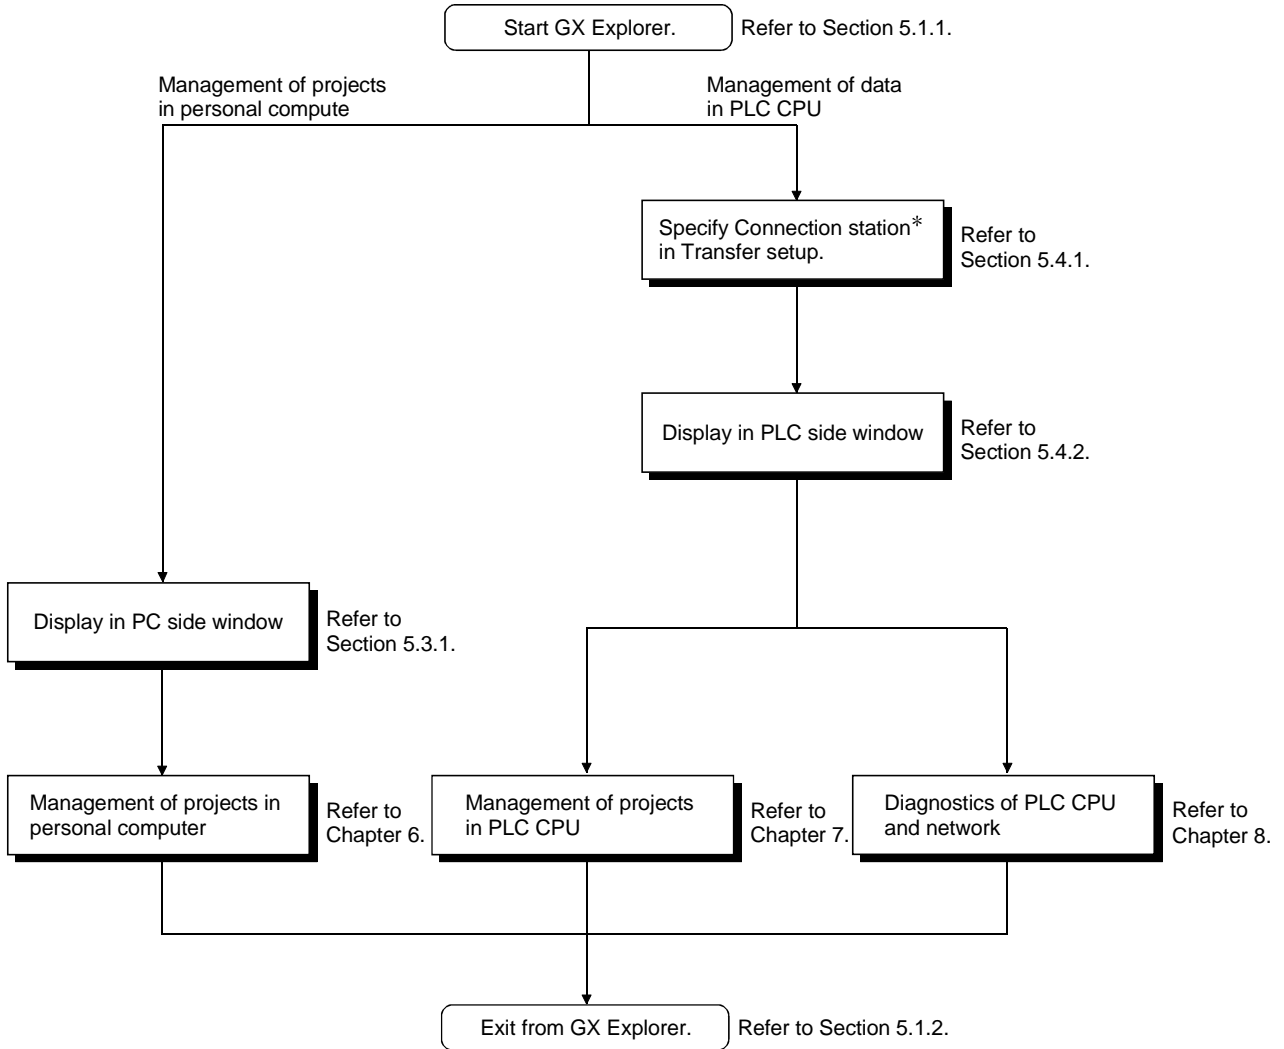 Start GX Explorer.
Refer to Section 5.1.1.
Management of projects
in personal compute
Management of data
in PLC CPU
Specify Connection station*
in Transfer setup.
Refer to
Section 5.4.1.
Display in PLC side window
Refer to
Section 5.4.2.
Display in PC side window
Refer to
Section 5.3.1.
Management of projects in
personal computer
Refer to
Chapter 6.
Management of projects
in PLC CPU
Refer to
Chapter 7.
Diagnostics of PLC CPU
and network
Refer to
Chapter 8.
Exit from GX Explorer.
Refer to Section 5.1.2.